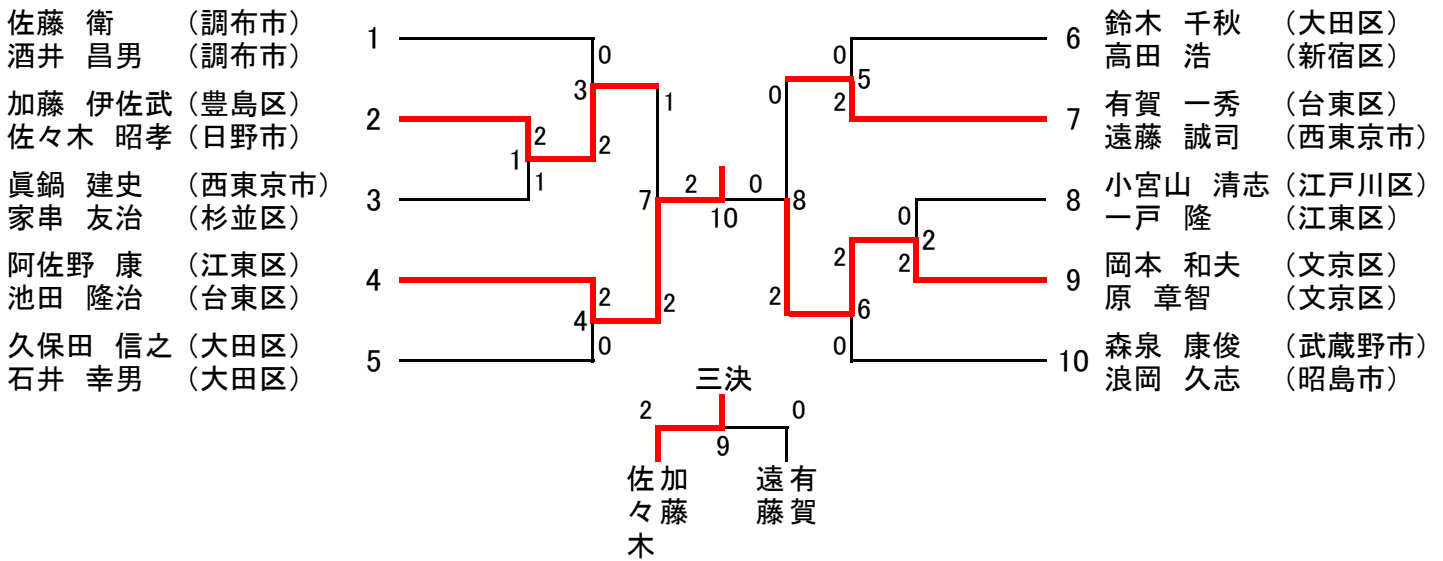 佐藤 衛 （調布市）
酒井 昌男 （調布市）
1
加藤 伊佐武（豊島区）
佐々木 昭孝（日野市）
2
眞鍋 建史 （西東京市）
家串 友治 （杉並区）
3
阿佐野 康 （江東区）
池田 隆治 （台東区）
4
久保田 信之（大田区）
石井 幸男 （大田区）
5
0
3
2
2
1
1
1
7
2
2
4
0
2
0
10
0
0
5
2
8
0
2
2
2
2
6
0
6
鈴木 千秋 （大田区）
高田 浩 （新宿区）
7
有賀 一秀 （台東区）
遠藤 誠司 （西東京市）
8
小宮山 清志（江戸川区）
一戸 隆 （江東区）
9
岡本 和夫 （文京区）
原 章智 （文京区）
10
森泉 康俊 （武蔵野市）
浪岡 久志 （昭島市）
三決
2
0
9
加藤
佐々木
有賀
遠藤